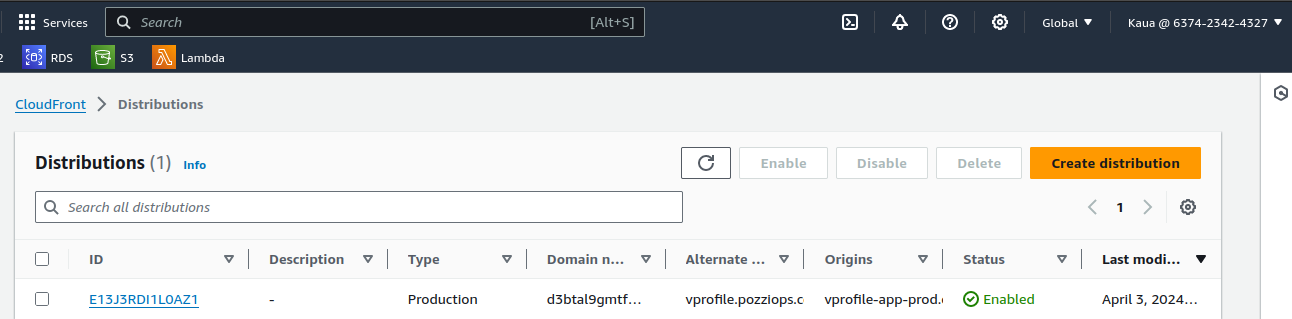 Services Search [Alt+S] Global Kaua @ 6374-2342-4327
2 RDS S3 Lambda
CloudFront Distributions
Distributions (1) Info Enable Disable Delete Create distribution
Search all distributions 1
ID Description Type Domain n... Alternate ... Origins Status Last modi...
E13J3RDI1L0AZ1 - Production d3btal9gmtf... vprofile.pozziops.c vprofile-app-prod. Enabled April 3, 2024...